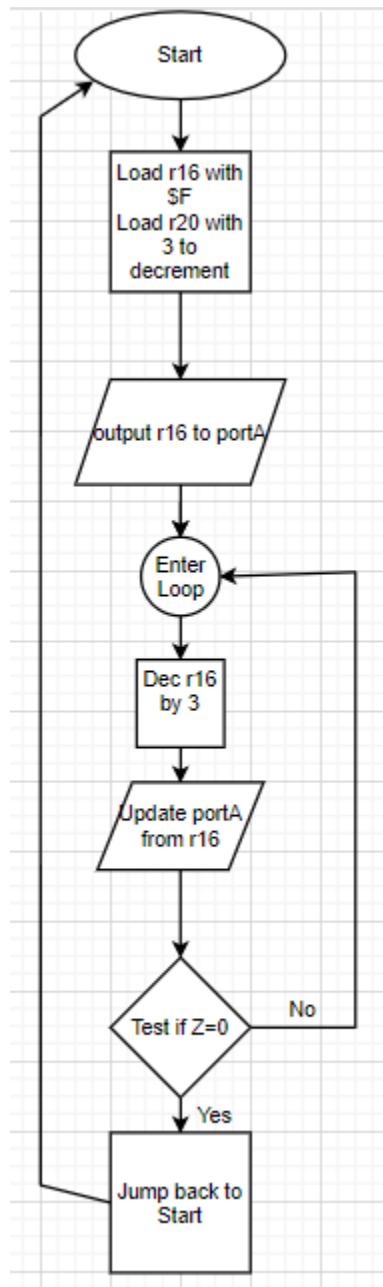 Start
Load r16 with
$F
Load r20 with
3 to
decrement
output r16 to portA
Enter
Loop
Dec r16
by 3
Update portA
from r16
Test if Z=0
No
Yes
Jump back to
Start